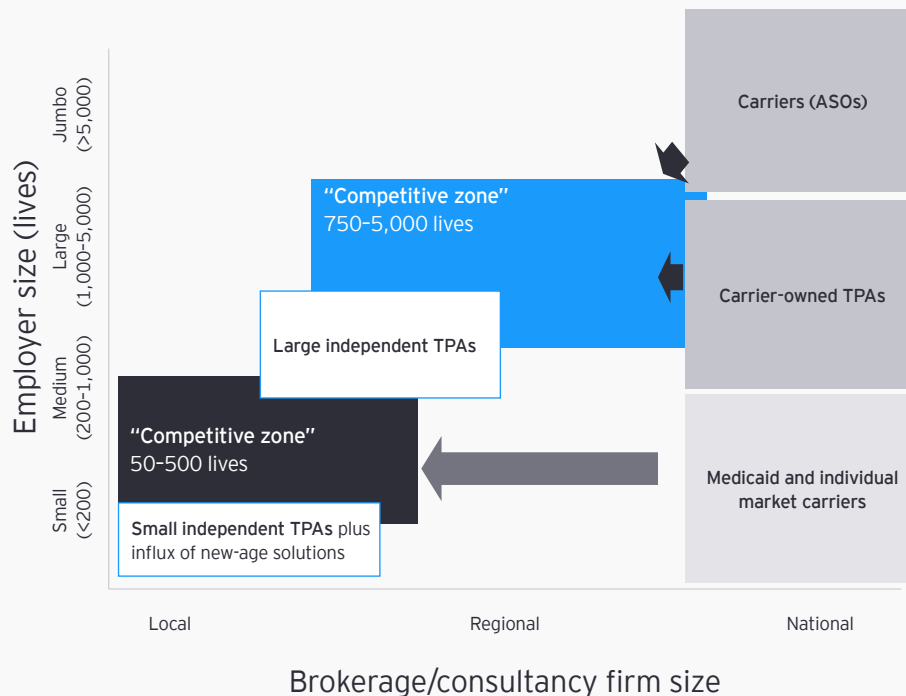 Carriers (ASOs)
Jumbo
(>5,000)
“Competitive zone”
750–5,000 lives
Large
(1,000–5,000)
Employer size (lives)
Carrier-owned TPAs
Large independent TPAs
Medium
(200–1,000)
“Competitive zone”
50–500 lives
Medicaid and individual
market carriers
Small
(<200)
Small independent TPAs plus
influx of new-age solutions
Local
Regional
National
Brokerage/consultancy firm size